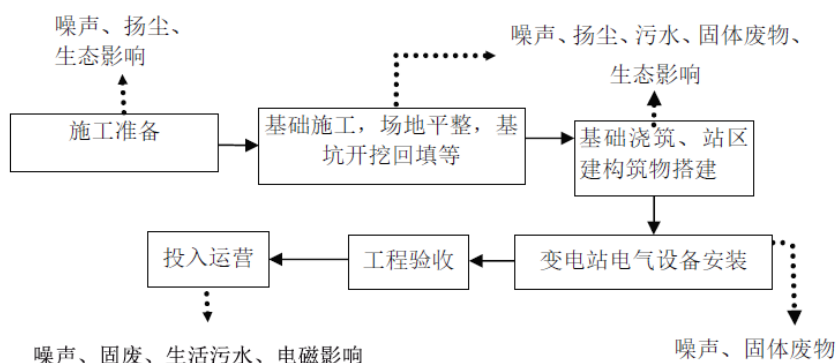 噪声、扬尘、
生态影响
噪声、扬尘、污水、固体废物、
生态影响
施工准备
基础施工，场地平整，基
坑开挖回填等
基础浇筑、站区
建构筑物搭建
投入运营
工程验收
变电站电气设备安装
噪声、固废、生活污水、电磁影响
噪声、固体废物